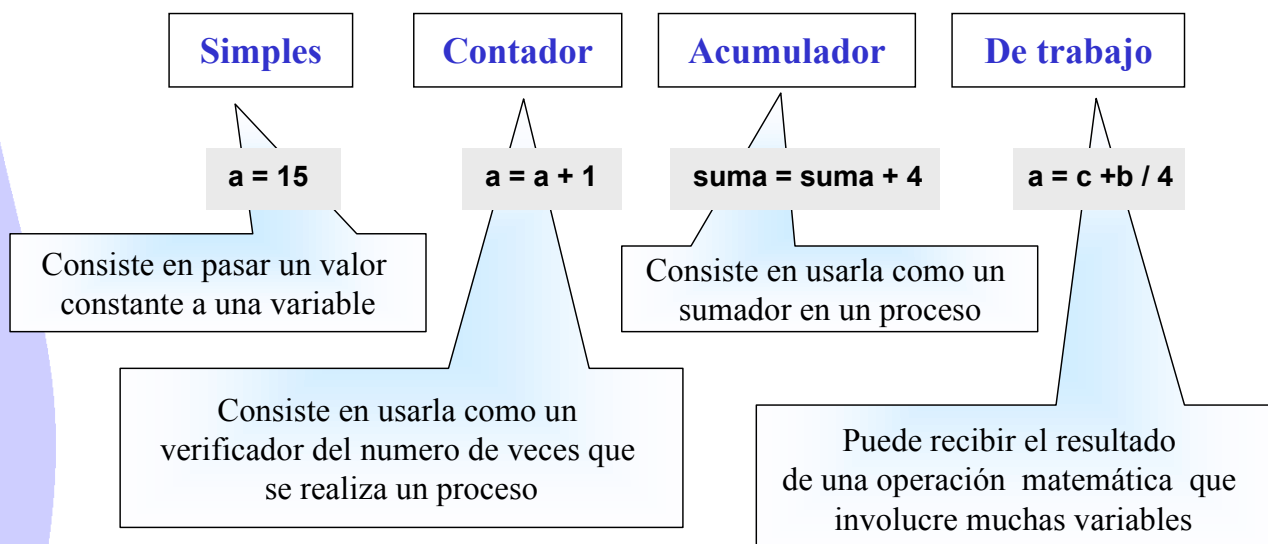 Simples
Contador
Acumulador
De trabajo
a = 15
a = a + 1
suma = suma + 4
a = c +b / 4
Consiste en pasar un valor
constante a una variable
Consiste en usarla como un
verificador del numero de veces que
se realiza un proceso
Consiste en usarla como un
sumador en un proceso
Puede recibir el resultado
de una operación matemática que
involucre muchas variables